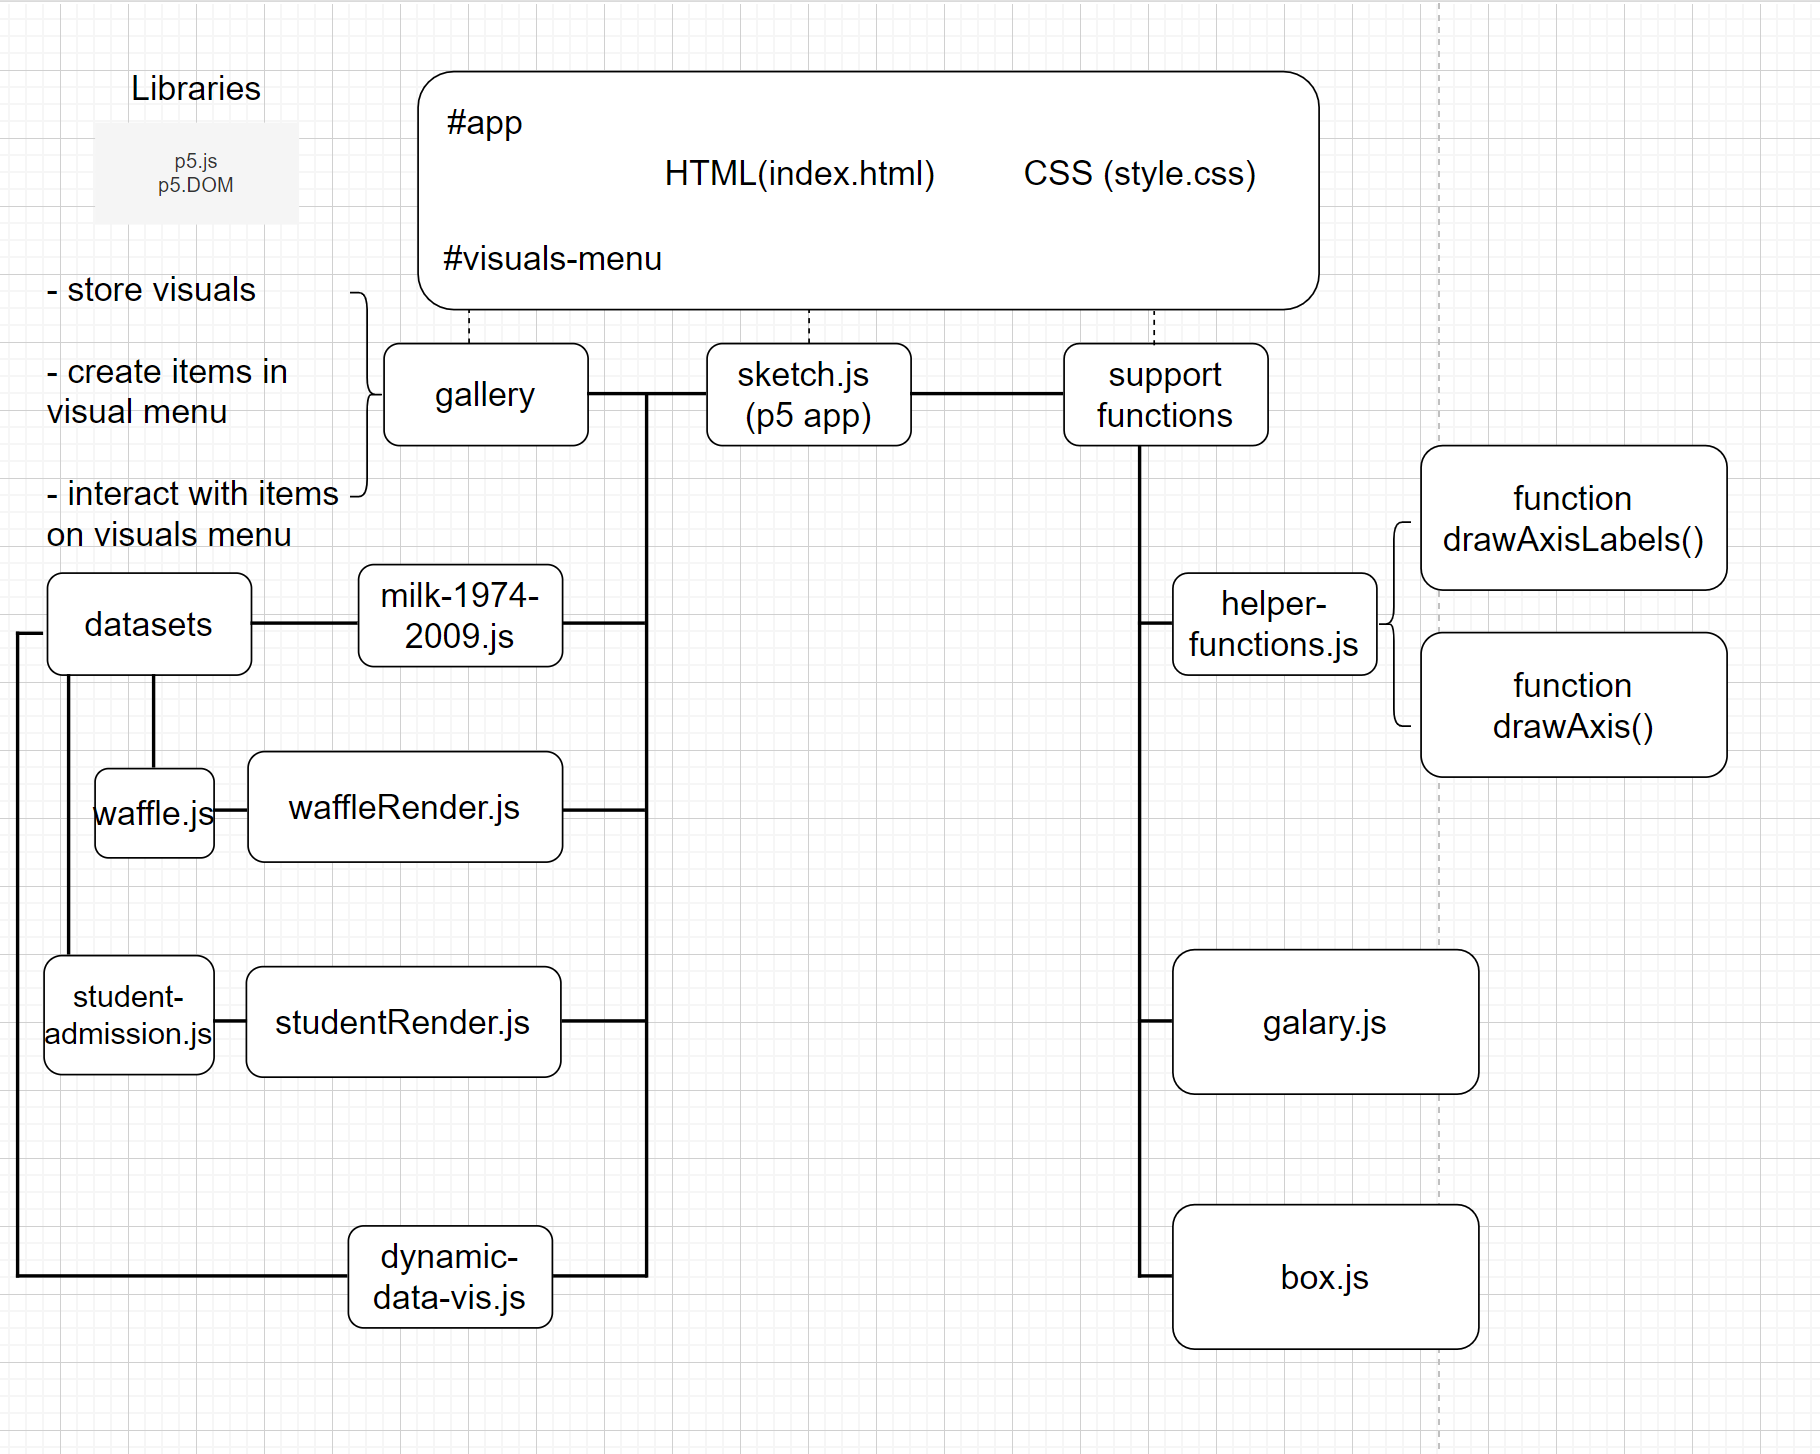 Libraries
p5.js
p5.DOM
#app
HTML(index.html)
CSS (style.css)
#visuals-menu
- store visuals
- create items in
visual menu
- interact with items
on visuals menu
gallery
sketch.js
(p5 app)
support
functions
datasets
milk-1974-
2009.js
waffle.js
waffleRender.js
student-
admission.js
studentRender.js
dynamic-
data-vis.js
helper-
functions.js
function
drawAxisLabels()
function
drawAxis()
galary.js
box.js